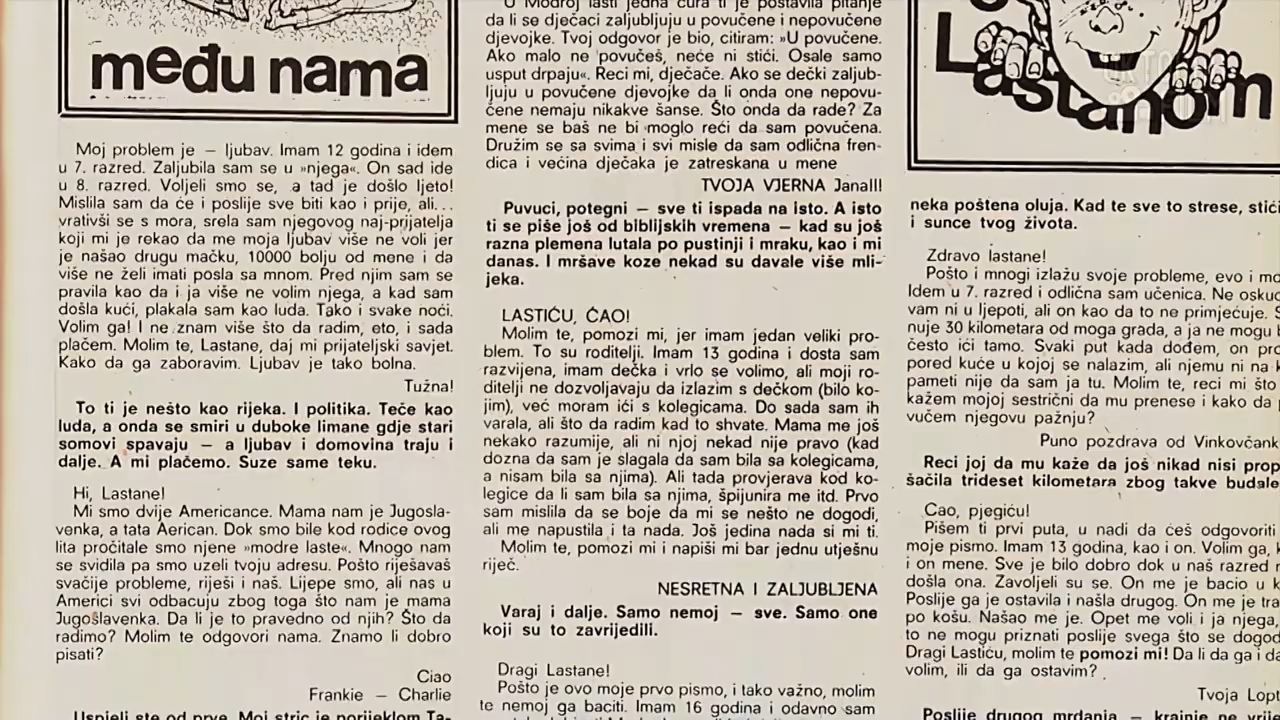 među nama
Moj problem je — ljubav. Imam 12 godina i idem
u 7. razred. Zaljubila sam se u »njega«. On sad ide
u 8. razred. Voljeli smo se, a tad je došlo ljeto!
Mislila sam da će i poslije sve biti kao i prije, ali...
vrativši se s mora, srela sam njegovog naj-prijatelja
koji mi je rekao da me moja ljubav više ne voli jer
je našao drugu mačku, 10000 bolju od mene i da
više ne želi imati posla sa mnom. Pred njim sam se
pravila kao da i ja više ne volim njega, a kad sam
došla kući, plakala sam kao luda. Tako i svake noći.
Volim ga! I ne znam više što da radim, eto, i sada
plačem. Molim te, Lastane, daj mi prijateljski savjet.
Kako da ga zaboravim. Ljubav je tako bolna.
Tužna!
To ti je nešto kao rijeka. I politika. Teče kao
luda, a onda se smiri u duboke limane gdje stari
somovi spavaju — a ljubav i domovina traju i
dalje. A mi plačemo. Suze same teku.
Hi, Lastane!
Mi smo dvije Americance. Mama nam je Jugosla-
venka, a tata Aerican. Dok smo bile kod rodice ovog
lita pročitale smo njene »modre laste«. Mnogo nam
se svidila pa smo uzeli tvoju adresu. Pošto riješavaš
svačije probleme, riješi i naš. Lijepe smo, ali nas u
Americi svi odbacuju zbog toga što nam je mama
Jugoslavenka. Da li je to pravedno od njih? Što da
radimo? Molim te odgovori nama. Znamo li dobro
pisati?
Ciao
Frankie — Charlie
Uspjeli ste od prve. Moj stric je porijeklom Ta-
U Modroj lasti jedna cura ti je postavila pitanje
da li se dječaci zaljubljuju u povučene i nepovučene
djevojke. Tvoj odgovor je bio, citiram: »U povučene.
Ako malo ne povučeš, neće ni stići. Osale samo
usput drpaju«. Reci mi, dječače. Ako se dečki zaljub-
ljuju u povučene djevojke da li onda one nepovu-
čene nemaju nikakve šanse. Što onda da rade? Za
mene se baš ne bi moglo reći da sam povučena.
Družim se sa svima i svi misle da sam odlična fren-
dica i većina dječaka je zatreskana u mene
TVOJA VJERNA Jana!!!
Puvuci, potegni — sve ti ispada na isto. A isto
ti se piše još od biblijskih vremena — kad su još
razna plemena lutala po pustinji i mraku, kao i mi
danas. I mršave koze nekad su davale više mli-
jeka.
LASTIĆU, ĆAO!
Molim te, pomozi mi, jer imam jedan veliki pro-
blem. To su roditelji. Imam 13 godina i dosta sam
razvijena, imam dečka i vrlo se volimo, ali moji ro-
ditelji ne dozvoljavaju da izlazim s dečkom (bilo ko-
jim), već moram ići s kolegicama. Do sada sam ih
varala, ali što da radim kad to shvate. Mama me još
nekako razumije, ali ni njoj nekad nije pravo (kad
dozna da sam je slagala da sam bila sa kolegicama,
a nisam bila sa njima). Ali tada provjerava kod ko-
legice da li sam bila sa njima, špijunira me itd. Prvo
sam mislila da se boje da mi se nešto ne dogodi,
ali me napustila i ta nada. Još jedina nada si mi ti.
Molim te, pomozi mi i napiši mi bar jednu utješnu
riječ.
NESRETNA I ZALJUBLJENA
Varaj i dalje. Samo nemoj — sve. Samo one
koji su to zavrijedili.
Dragi Lastane!
Pošto je ovo moje prvo pismo, i tako važno, molim
te nemoj ga baciti. Imam 16 godina i odavno sam
Lastanom
neka poštena oluja. Kad te sve to strese, stići
i sunce tvog života.
Zdravo lastane!
Pošto i mnogi izlažu svoje probleme, evo i mo
Idem u 7. razred i odlična sam učenica. Ne oskud
vam ni u ljepoti, ali on kao da to ne primjećuje. S
nuje 30 kilometara od moga grada, a ja ne mogu b
često ići tamo. Svaki put kada dođem, on pro
pored kuće u kojoj se nalazim, ali njemu ni na k
pameti nije da sam ja tu. Molim te, reci mi što
kažem mojoj sestrični da mu prenese i kako da p
vučem njegovu pažnju?
Puno pozdrava od Vinkovčank
Reci joj da mu kaže da još nikad nisi prop
šačila trideset kilometara zbog takve budale
Cao, pjegiću!
Pišem ti prvi puta, u nadi da ćeš odgovoriti
moje pismo. Imam 13 godina, kao i on. Volim ga, k
i on mene. Sve je bilo dobro dok u naš razred n
došla ona. Zavoljeli su se. On me je bacio u k
Poslije ga je ostavila i našla drugog. On me je tra
po košu. Našao me je. Opet me voli i ja njega,
to ne mogu priznati poslije svega što se dogod
Dragi Lastiću, molim te pomozi mi! Da li da ga i da
volim, ili da ga ostavim?
Tvoja Lopt
Poslije drugog mrdanja — krajnje ne vrije